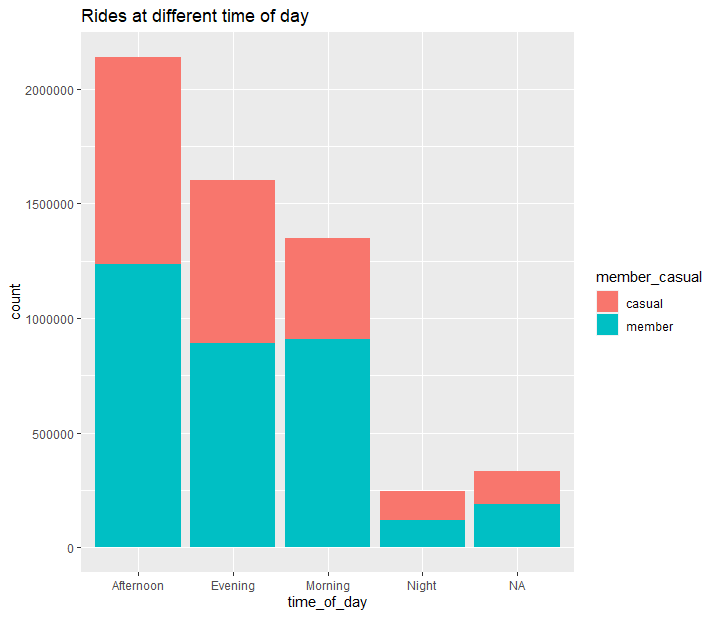 Rides at different time of day
count
2000000
1500000
1000000
500000
0
Afternoon Evening Morning Night NA
time_of_day
member_casual
casual
member